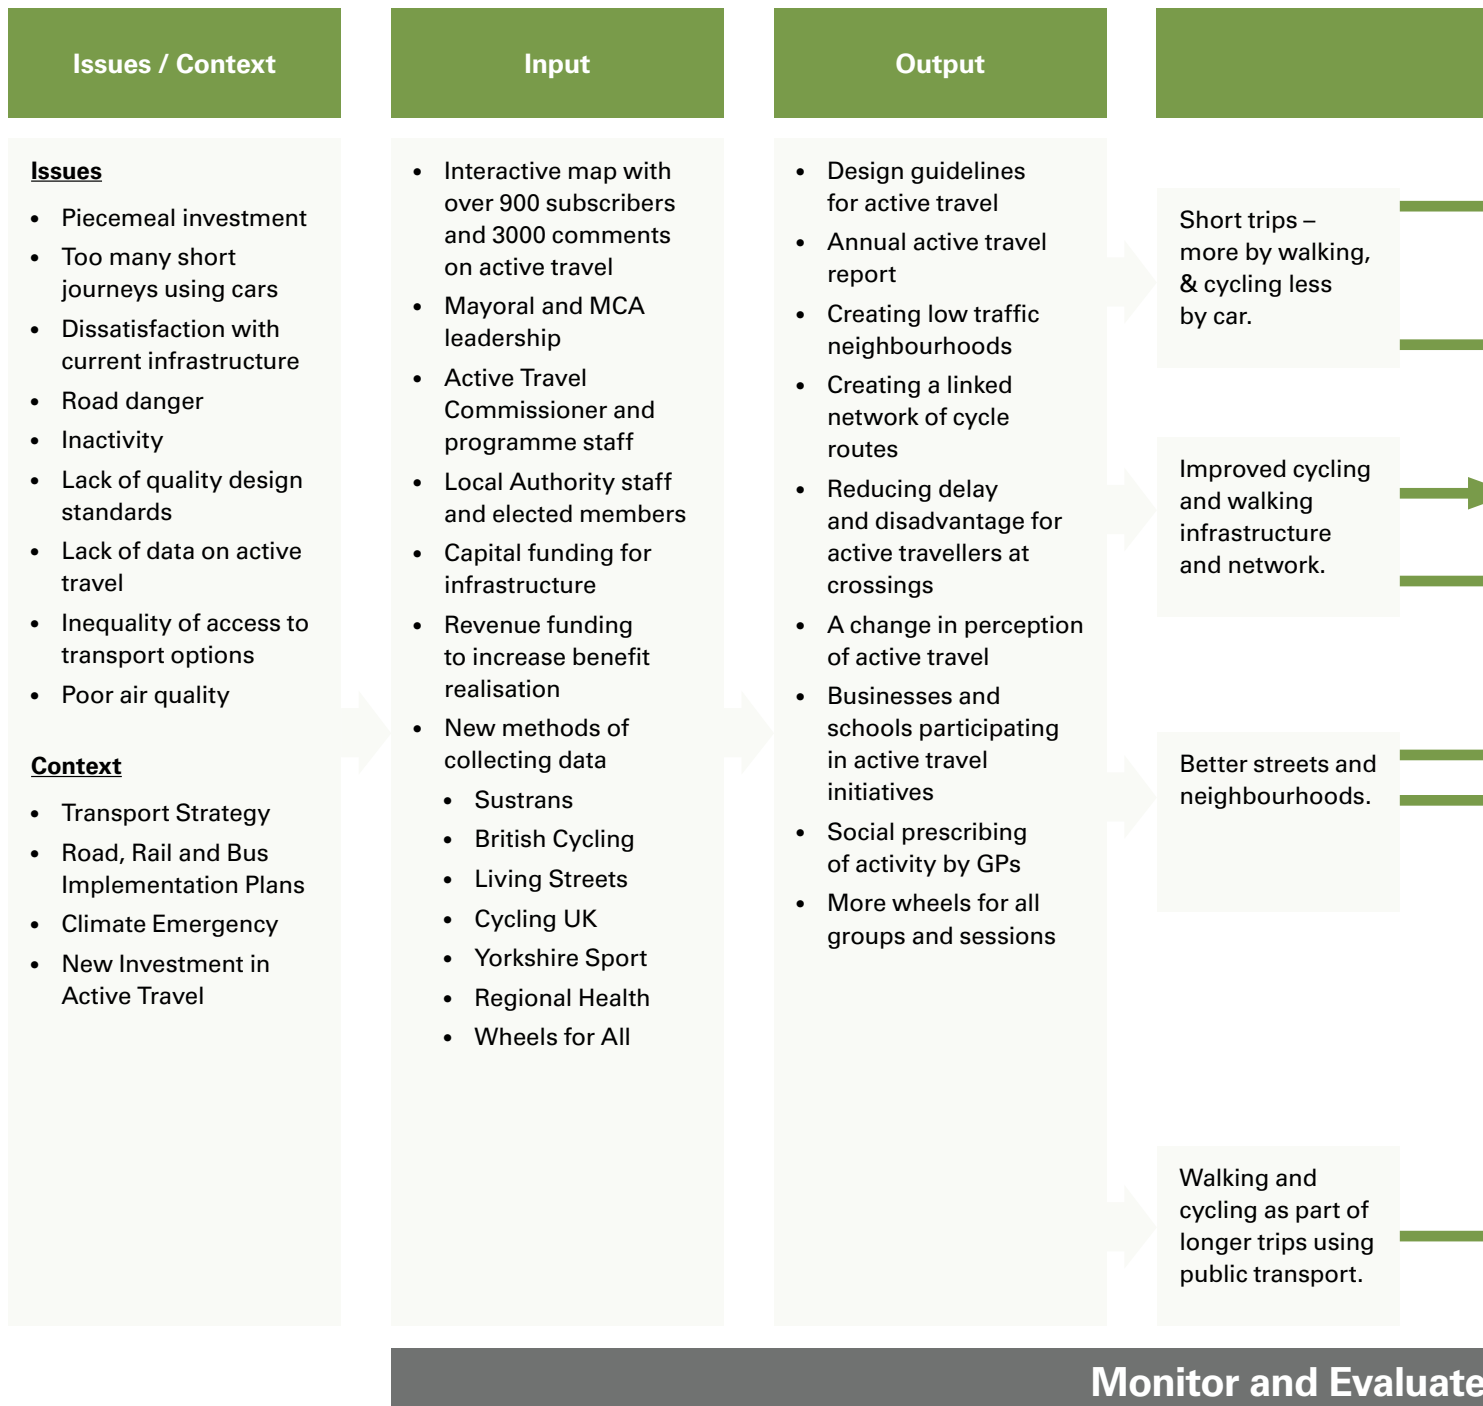 Issues / Context
Issues
• Piecemeal investment
• Too many short
journeys using cars
• Dissatisfaction with
current infrastructure
• Road danger
• Inactivity
• Lack of quality design
standards
• Lack of data on active
travel
• Inequality of access to
transport options
• Poor air quality
Context
• Transport Strategy
• Road, Rail and Bus
Implementation Plans
• Climate Emergency
• New Investment in
Active Travel
Input
• Interactive map with
over 900 subscribers
and 3000 comments
on active travel
• Mayoral and MCA
leadership
• Active Travel
Commissioner and
programme staff
• Local Authority staff
and elected members
• Capital funding for
infrastructure
• Revenue funding
to increase benefit
realisation
• New methods of
collecting data
• Sustrans
• British Cycling
• Living Streets
• Cycling UK
• Yorkshire Sport
• Regional Health
• Wheels for All
Output
• Design guidelines
for active travel
• Annual active travel
report
• Creating low traffic
neighbourhoods
• Creating a linked
network of cycle
routes
• Reducing delay
and disadvantage for
active travellers at
crossings
• A change in perception
of active travel
• Businesses and
schools participating
in active travel
initiatives
• Social prescribing
of activity by GPs
• More wheels for all
groups and sessions
Short trips –
more by walking,
& cycling less
by car.
Improved cycling
and walking
infrastructure
and network.
Better streets and
neighbourhoods.
Walking and
cycling as part of
longer trips using
public transport.
Monitor and Evaluate